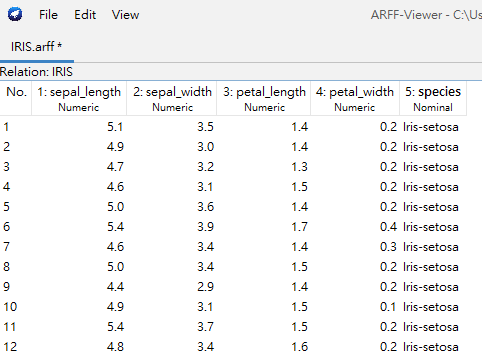 File Edit View ARFF-Viewer - C:\Us
IRIS.arff *
Relation: IRIS
No. 1: sepal_length 2: sepal_width 3: petal_length 4: petal_width 5: species
Numeric Numeric Numeric Numeric Nominal
1 5.1 3.5 1.4 0.2 Iris-setosa
2 4.9 3.0 1.4 0.2 Iris-setosa
3 4.7 3.2 1.3 0.2 Iris-setosa
4 4.6 3.1 1.5 0.2 Iris-setosa
5 5.0 3.6 1.4 0.2 Iris-setosa
6 5.4 3.9 1.7 0.4 Iris-setosa
7 4.6 3.4 1.4 0.3 Iris-setosa
8 5.0 3.4 1.5 0.2 Iris-setosa
9 4.4 2.9 1.4 0.2 Iris-setosa
10 4.9 3.1 1.5 0.1 Iris-setosa
11 5.4 3.7 1.5 0.2 Iris-setosa
12 4.8 3.4 1.6 0.2 Iris-setosa